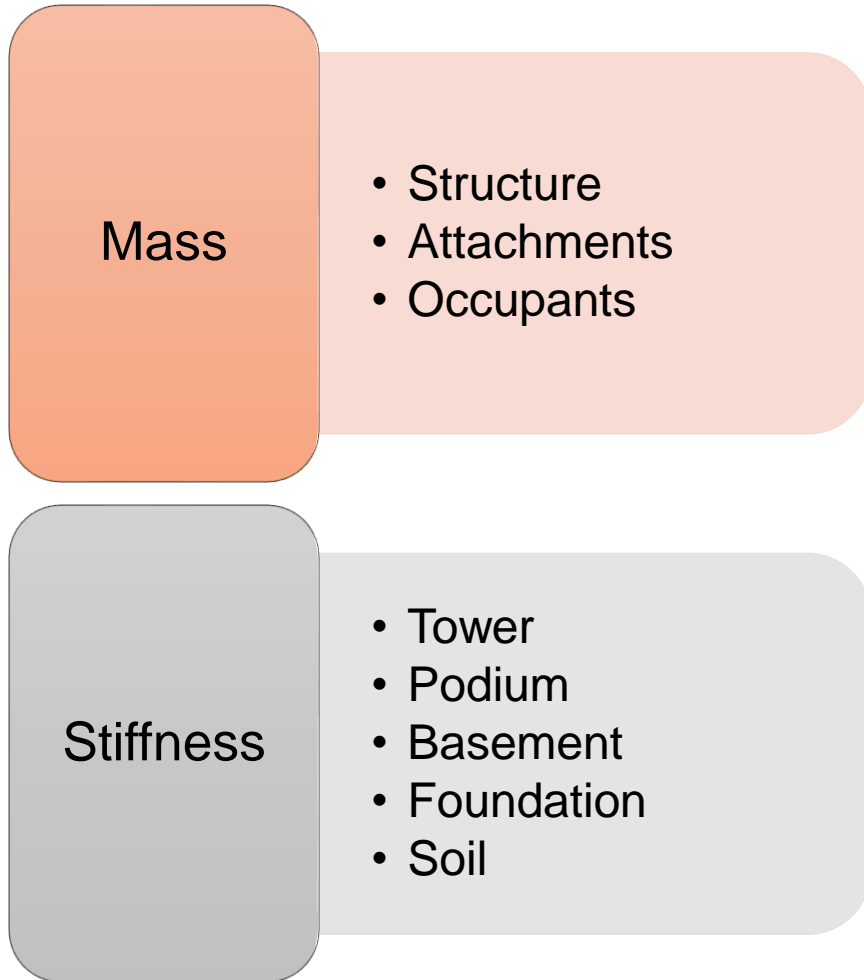 Mass
• Structure
• Attachments
• Occupants
Stiffness
• Tower
• Podium
• Basement
• Foundation
• Soil